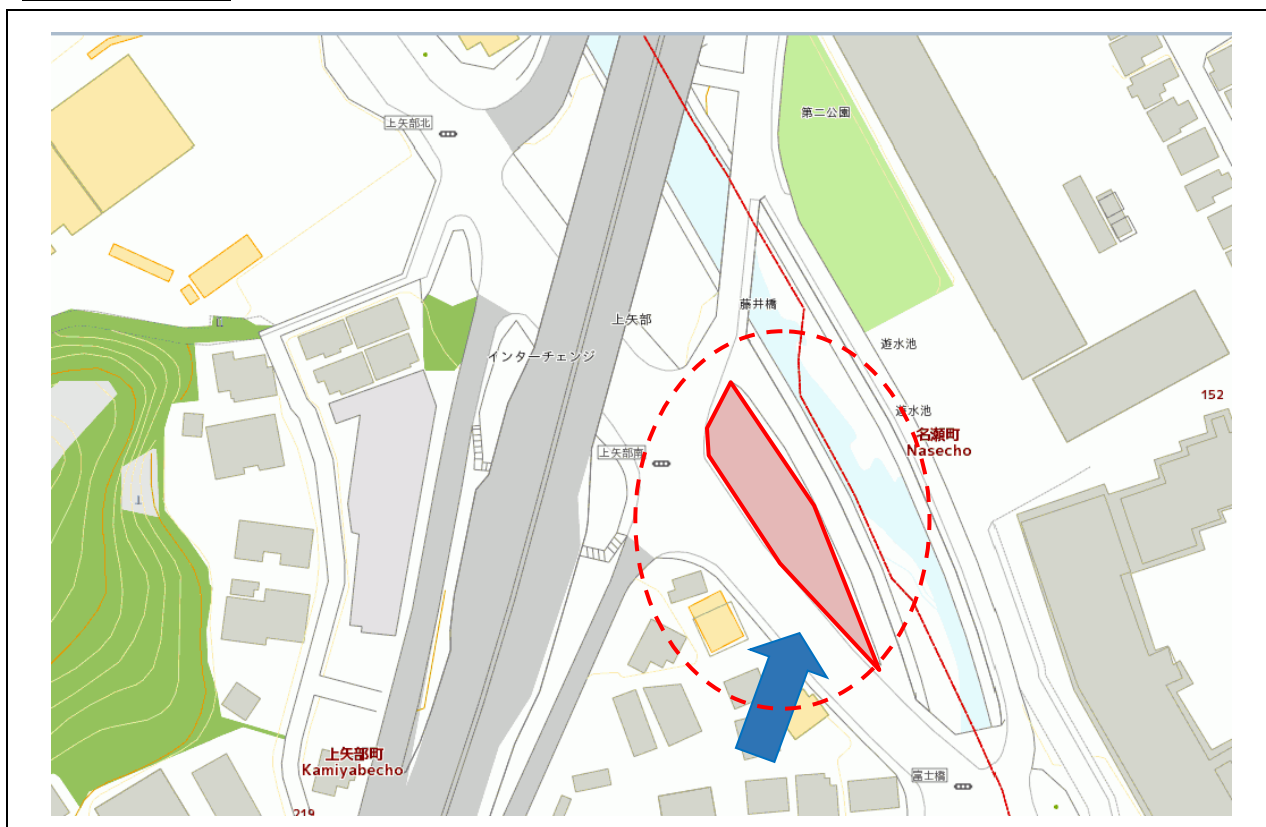 第二公園
上矢部北
藤井橋
上矢部
遊水池
インターチェンジ
152
遊水池
名瀬町
Nasecho
上矢部南
上矢部町
Kamiyabecho
富士橋
219